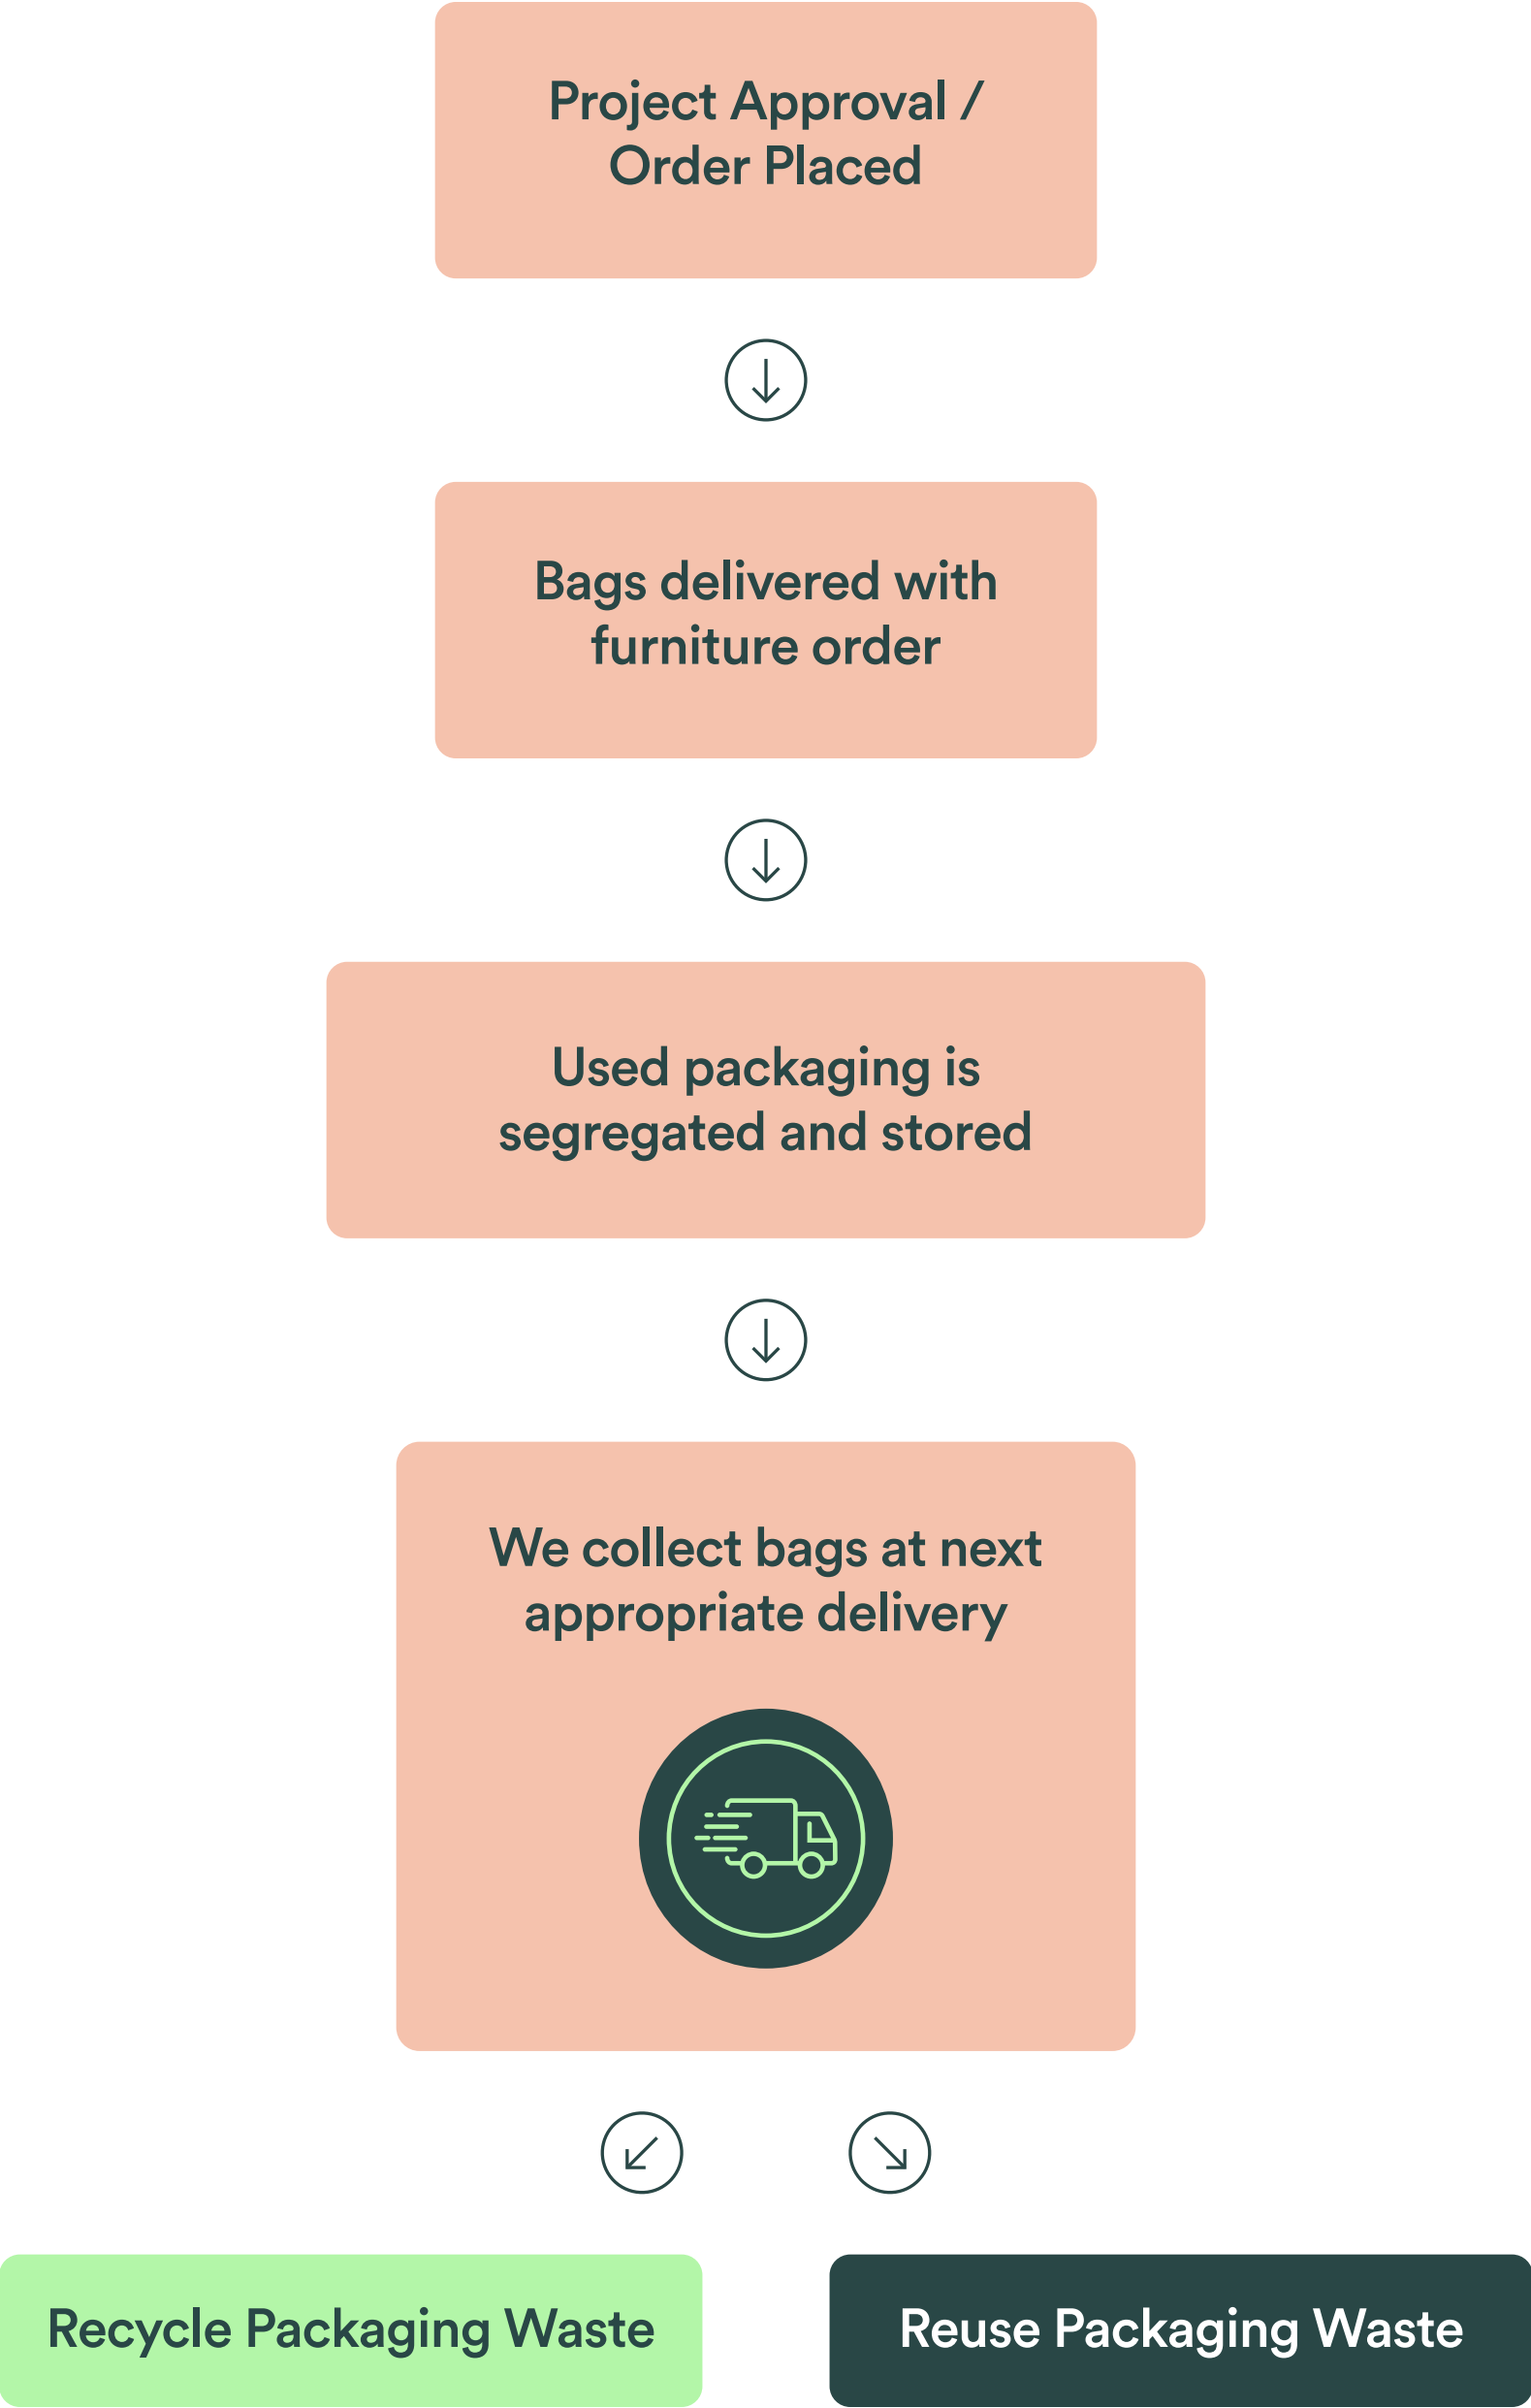 Project Approval /
Order Placed
Bags delivered with
furniture order
Used packaging is
segregated and stored
We collect bags at next
appropriate delivery
Recycle Packaging Waste
Reuse Packaging Waste